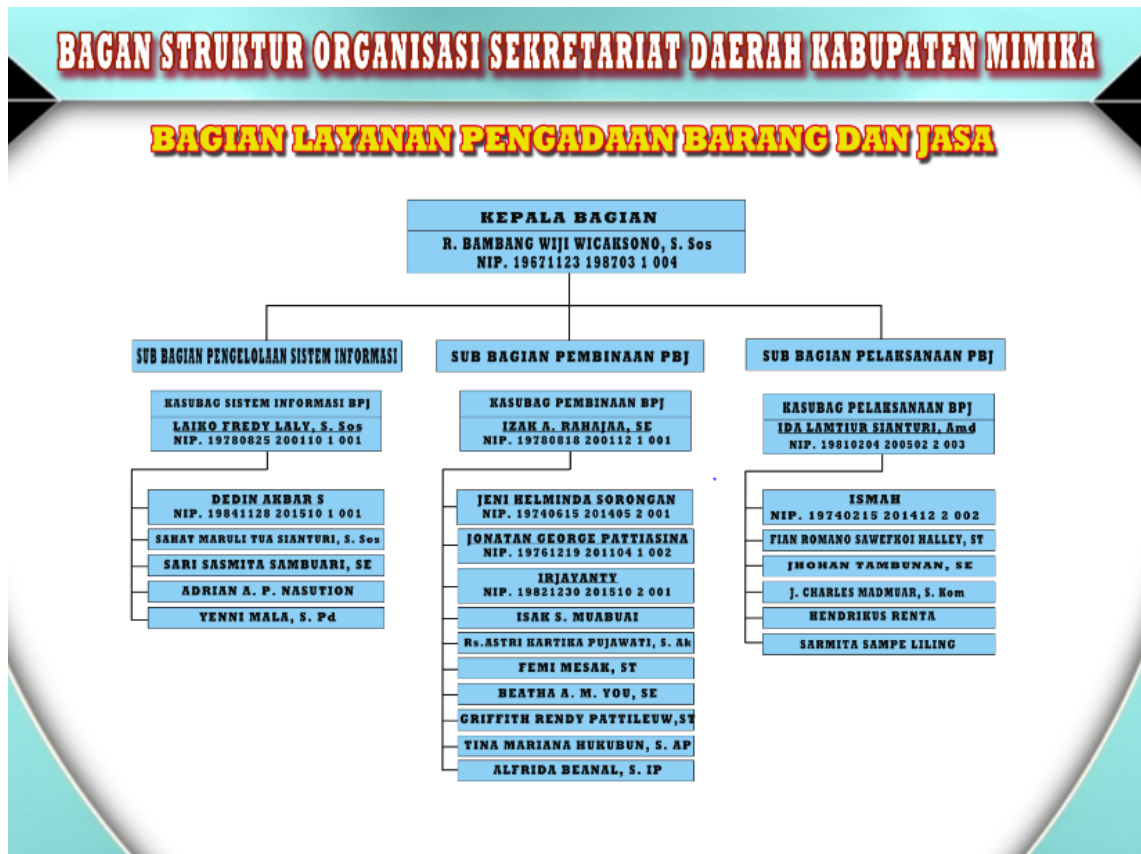 BAGAN STRUKTUR ORGANISASI SEKRETARIAT DAERAH KABUPATEN MIMIKA
BAGIAN LAYANAN PENGADAAN BARANG DAN JASA
KEPALA BAGIAN
R. BAMBANG WIJI WICAKSONO, S. Sos
NIP. 19671123 198703 1 004
SUB BAGIAN PENGELOLAAN SISTEM INFORMASI
KASUBAG SISTEM INFORMASI BPJ
LAIKO FREDY LALY, S. Sos
NIP. 19780825 200110 1 001
DEDIN AKBAR S
NIP. 19841128 201510 1 001
SAHAT MARULI TUA SIANTURI, S. Sos
SARI SASMITA SAMBUARI, SE
ADRIAN A. P. NASUTION
YENNI MALA, S. Pd
SUB BAGIAN PEMBINAAN PBJ
KASUBAG PEMBINAAN BPJ
IZAK A. RAHAJAA, SE
NIP. 19780818 200112 1 001
JENI HELMINDA SORONGAN
NIP. 19740615 201405 2 001
JONATAN GEORGE PATTIASINA
NIP. 19761219 201104 1 002
IRJAYANTY
NIP. 19821230 201510 2 001
ISAK S. MUABUAI
Rs.ASTRI KARTIKA PUJAWATI, S. Ak
FEMI MESAK, ST
BEATHA A. M. YOU, SE
GRIFFITH RENDY PATTILEUW,ST
TINA MARIANA HUKUBUN, S. AP
ALFRIDA BEANAL, S. IP
SUB BAGIAN PELAKSANAAN PBJ
KASUBAG PELAKSANAAN BPJ
IDA LAMTIUR SIANTURI, Amd
NIP. 19810204 200502 2 003
ISMAH
NIP. 19740215 201412 2 002
FIAN ROMANO SAWEFKOI HALLEY, ST
JHOHAN TAMBUNAN, SE
J. CHARLES MADMUAR, S. Kom
HENDRIKUS RENTA
SARMITA SAMPE LILING